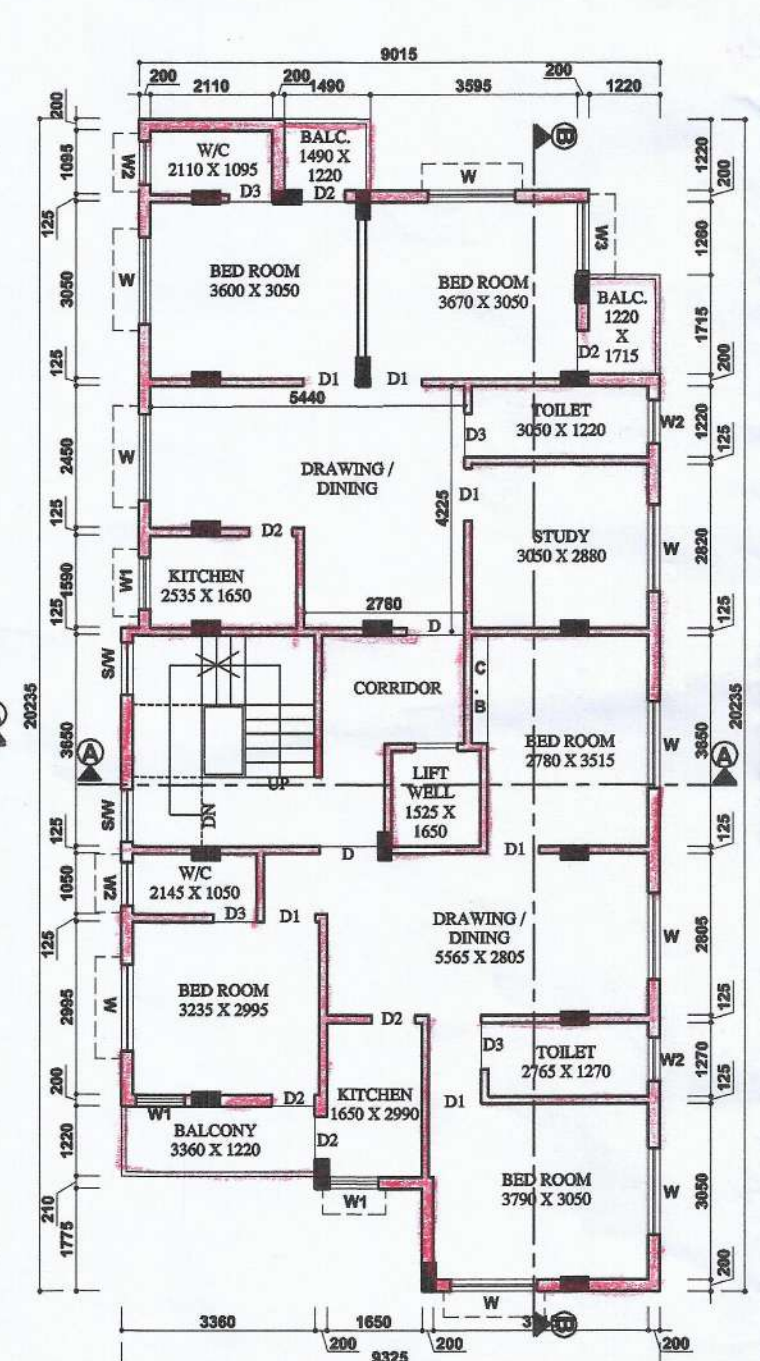 9015
200
2110
200
1490
3595
200
1220
200
1095
125
3050
125
2450
125
1590
125
3850
125
1050
125
2995
200
1220
210
1775
20235
W2
W/C
2110 X 1095
D3
BALC.
1490 X
1220
D2
W
W3
W
BED ROOM
3600 X 3050
BED ROOM
3670 X 3050
BALC.
1220
X
1715
D2
D1
D1
5440
TOILET
3050 X 1220
W2
D3
W
DRAWING /
DINING
4225
D1
D2
STUDY
3050 X 2880
W
W1
KITCHEN
2535 X 1650
2780
D
S/W
CORRIDOR
C
.
B
BED ROOM
2780 X 3515
W
LIFT
WELL
1525 X
1650
UP
DN
S/W
A
A
D
D1
W2
W/C
2145 X 1050
D3
D1
DRAWING /
DINING
5565 X 2805
W
W
BED ROOM
3235 X 2995
D2
D3
TOILET
2765 X 1270
W2
W1
D2
KITCHEN
1650 X 2990
D1
BALCONY
3360 X 1220
D2
BED ROOM
3790 X 3050
W
W1
W
B
B
1220
200
1260
1715
200
1220
125
2820
125
3850
125
2805
125
1270
125
3050
200
20235
3360
1650
200
200
200
9325